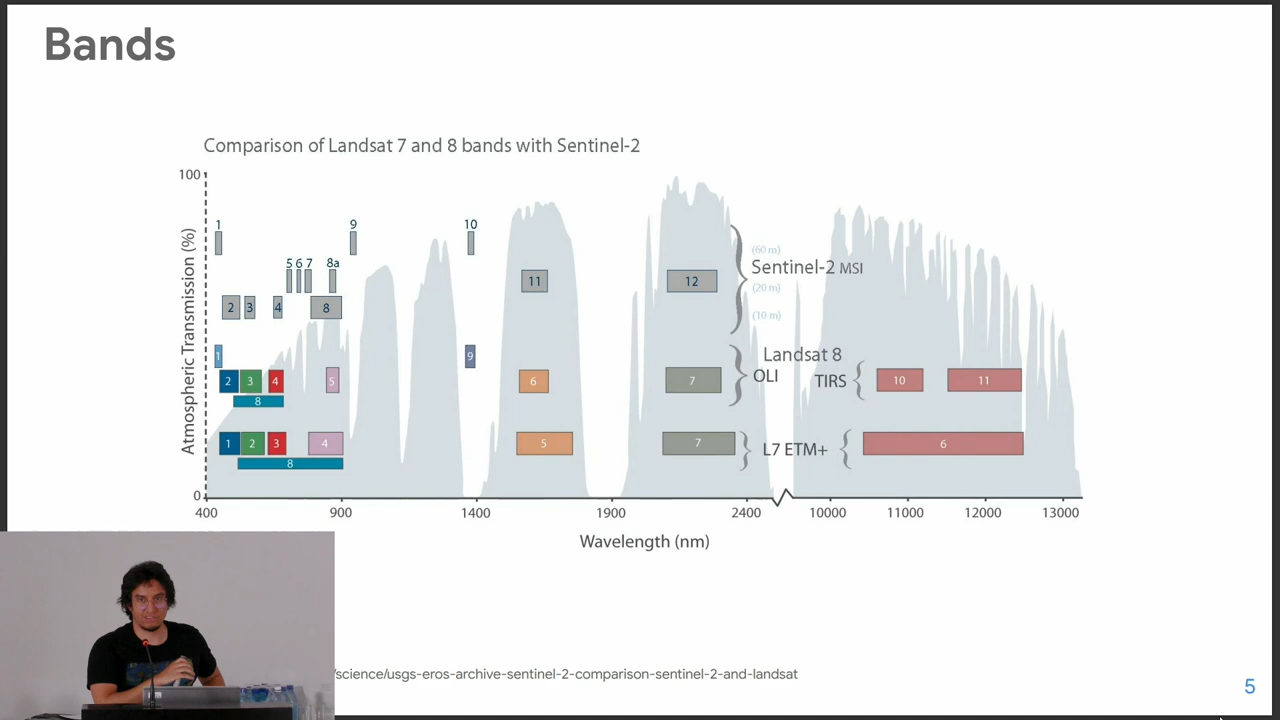 Bands
Comparison of Landsat 7 and 8 bands with Sentinel-2
Atmospheric Transmission (%)
100
0
1 9 10
5 6 7 8a
2 3 4 8 11 12
(60 m)
Sentinel-2 MSI
(20 m)
(10 m)
1 9
Landsat 8
OLI
2 3 4 5 6 7
8
TIRS
10 11
1 2 3 4 5 7
8
L7 ETM+
6
400 900 1400 1900 2400 10000 11000 12000 13000
Wavelength (nm)
/science/usgs-eros-archive-sentinel-2-comparison-sentinel-2-and-landsat
5